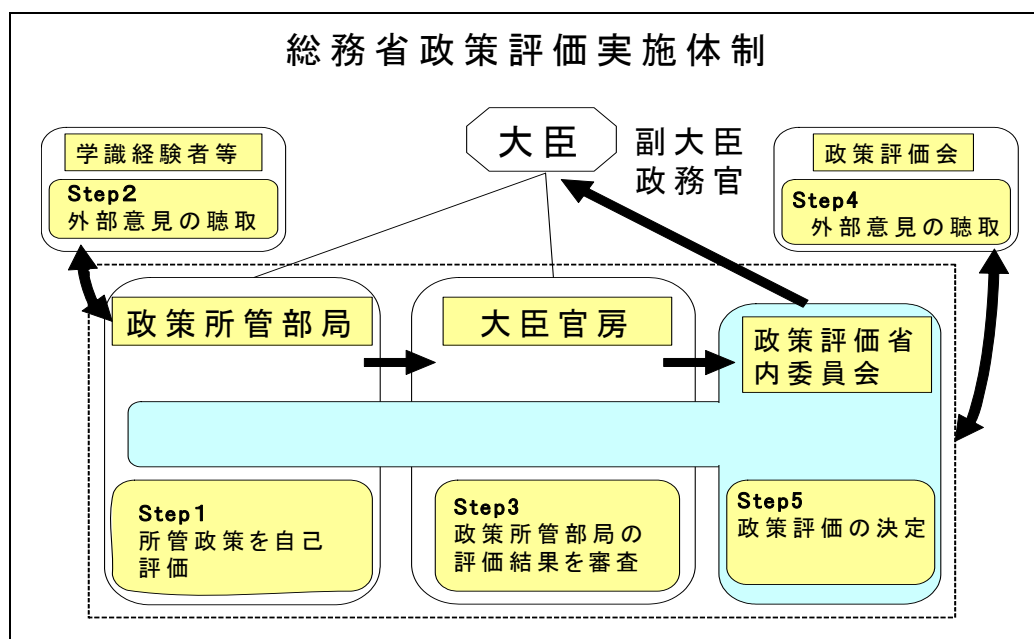 総務省政策評価実施体制
大臣
副大臣
政務官
学識経験者等
Step2
外部意見の聴取
政策評価会
Step4
外部意見の聴取
政策所管部局
大臣官房
政策評価省
内委員会
Step1
所管政策を自己
評価
Step3
政策所管部局の
評価結果を審査
Step5
政策評価の決定